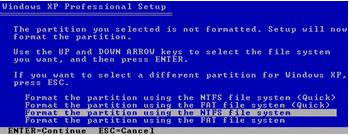 Windows XP Professional Setup
The partition you selected is not formatted. Setup will now
format the partition.
Use the UP and DOWN ARROW keys to select the file system
you want, and then press ENTER.
If you want to select a different partition for Windows XP,
press ESC.
Format the partition using the NTFS file system (Quick)
Format the partition using the FAT file system (Quick)
Format the partition using the NTFS file system
Format the partition using the FAT file system
ENTER=Continue ESC=Cancel